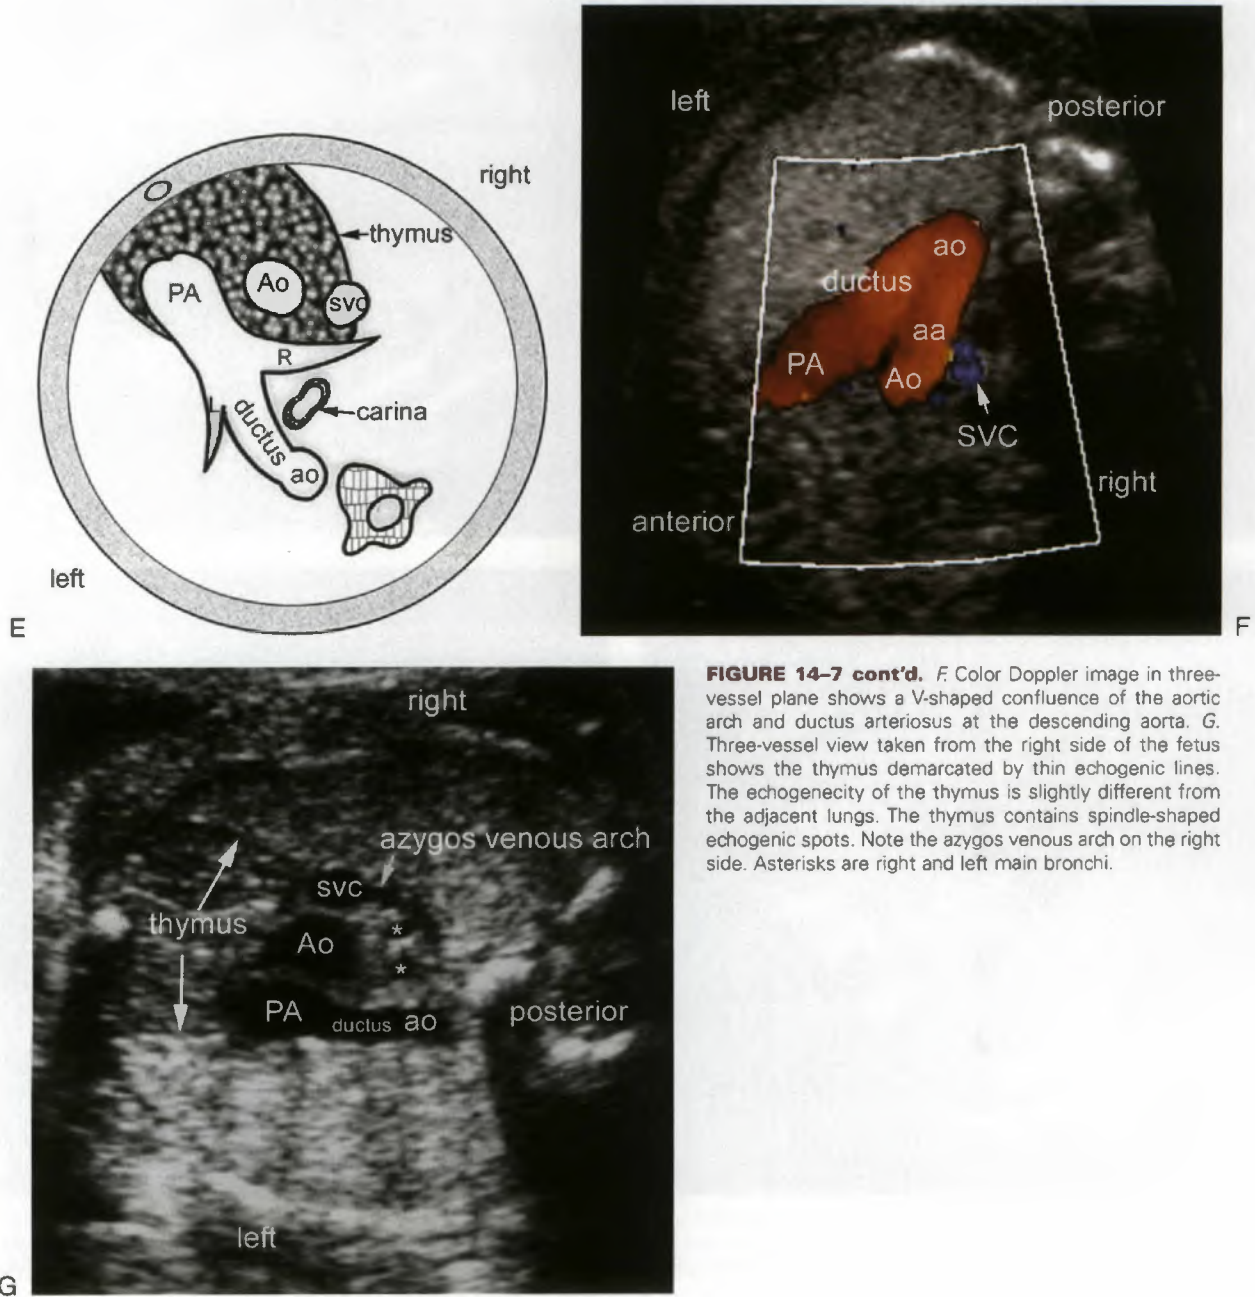 right
thymus
PA
Ao
svc
R
L
carina
ductus
ao
left
E
left
posterior
ao
ductus
aa
PA
Ao
SVC
right
anterior
F
FIGURE 14–7 cont'd. F. Color Doppler image in three-
vessel plane shows a V-shaped confluence of the aortic
arch and ductus arteriosus at the descending aorta. G.
Three-vessel view taken from the right side of the fetus
shows the thymus demarcated by thin echogenic lines.
The echogenecity of the thymus is slightly different from
the adjacent lungs. The thymus contains spindle-shaped
echogenic spots. Note the azygos venous arch on the right
side. Asterisks are right and left main bronchi.
right
azygos venous arch
svc
thymus
Ao
*
*
PA
ductus ao
posterior
left
G